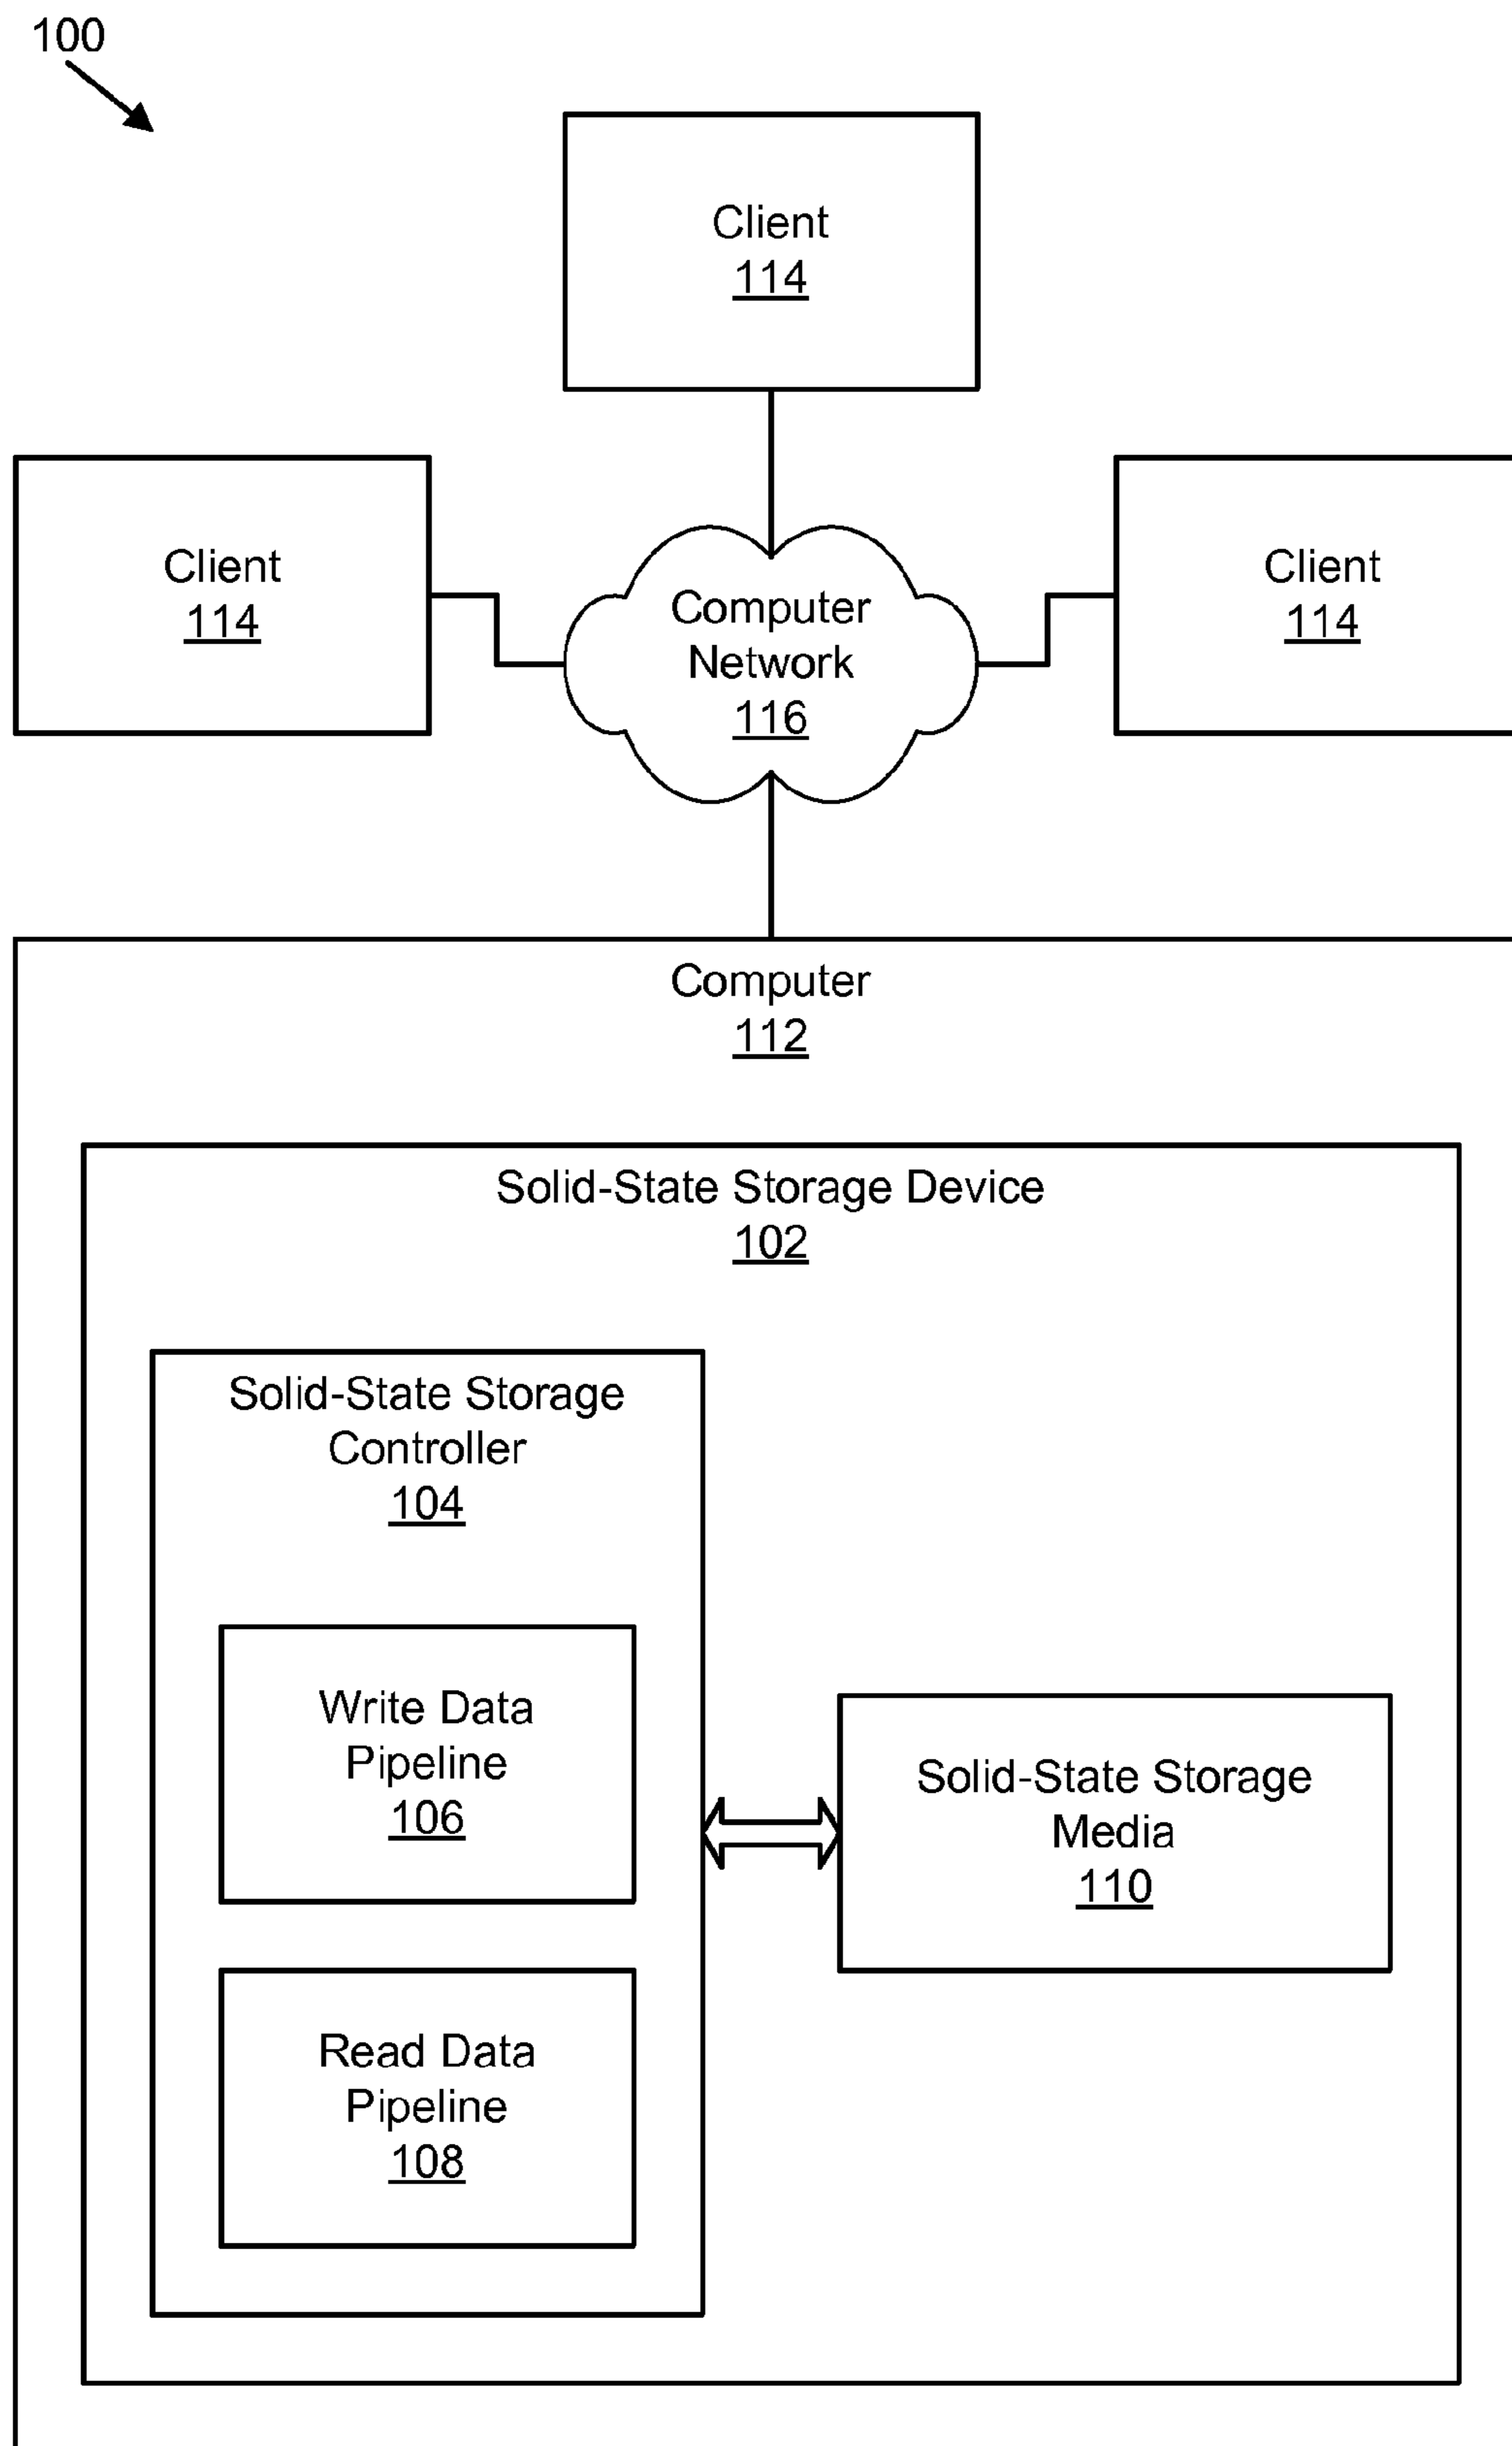 100
Client
114
Client
114
Computer
Network
116
Client
114
Computer
112
Solid-State Storage Device
102
Solid-State Storage
Controller
104
Write Data
Pipeline
106
Solid-State Storage
Media
110
Read Data
Pipeline
108